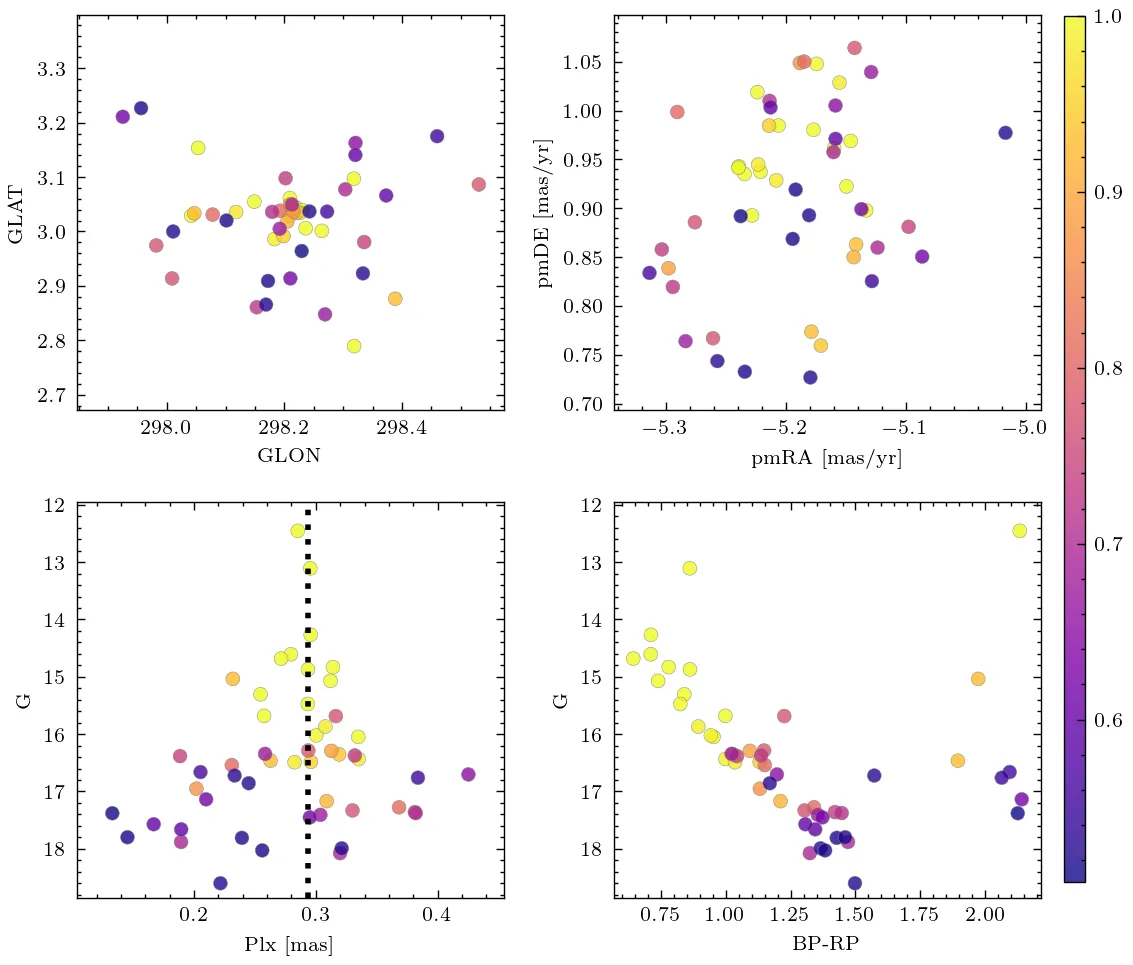 3.3
3.2
3.1
3.0
2.9
2.8
2.7
GLAT
298.0 298.2 298.4
GLON
1.05
1.00
0.95
0.90
0.85
0.80
0.75
0.70
pmDE [mas/yr]
−5.3 −5.2 −5.1 −5.0
pmRA [mas/yr]
12
13
14
15
16
17
18
G
0.2 0.3 0.4
Plx [mas]
12
13
14
15
16
17
18
G
0.75 1.00 1.25 1.50 1.75 2.00
BP-RP
1.0
0.9
0.8
0.7
0.6